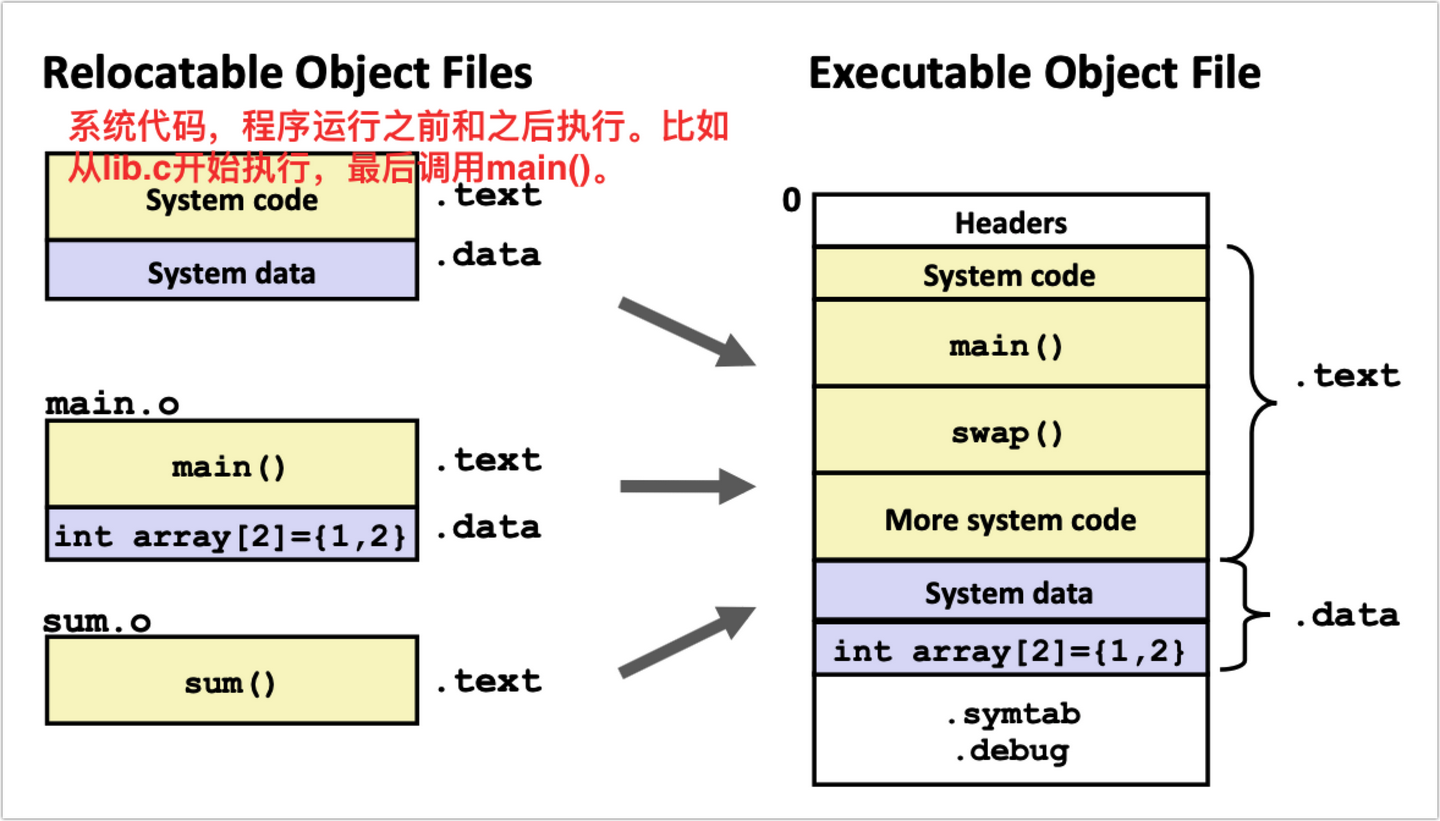 Relocatable Object Files
系统代码，程序运行之前和之后执行。比如
从lib.c开始执行，最后调用main()。
System code
.text
System data
.data
main.o
main()
.text
int array[2]={1,2}
.data
sum.o
sum()
.text
Executable Object File
0
Headers
System code
main()
swap()
More system code
.text
System data
int array[2]={1,2}
.data
.symtab
.debug